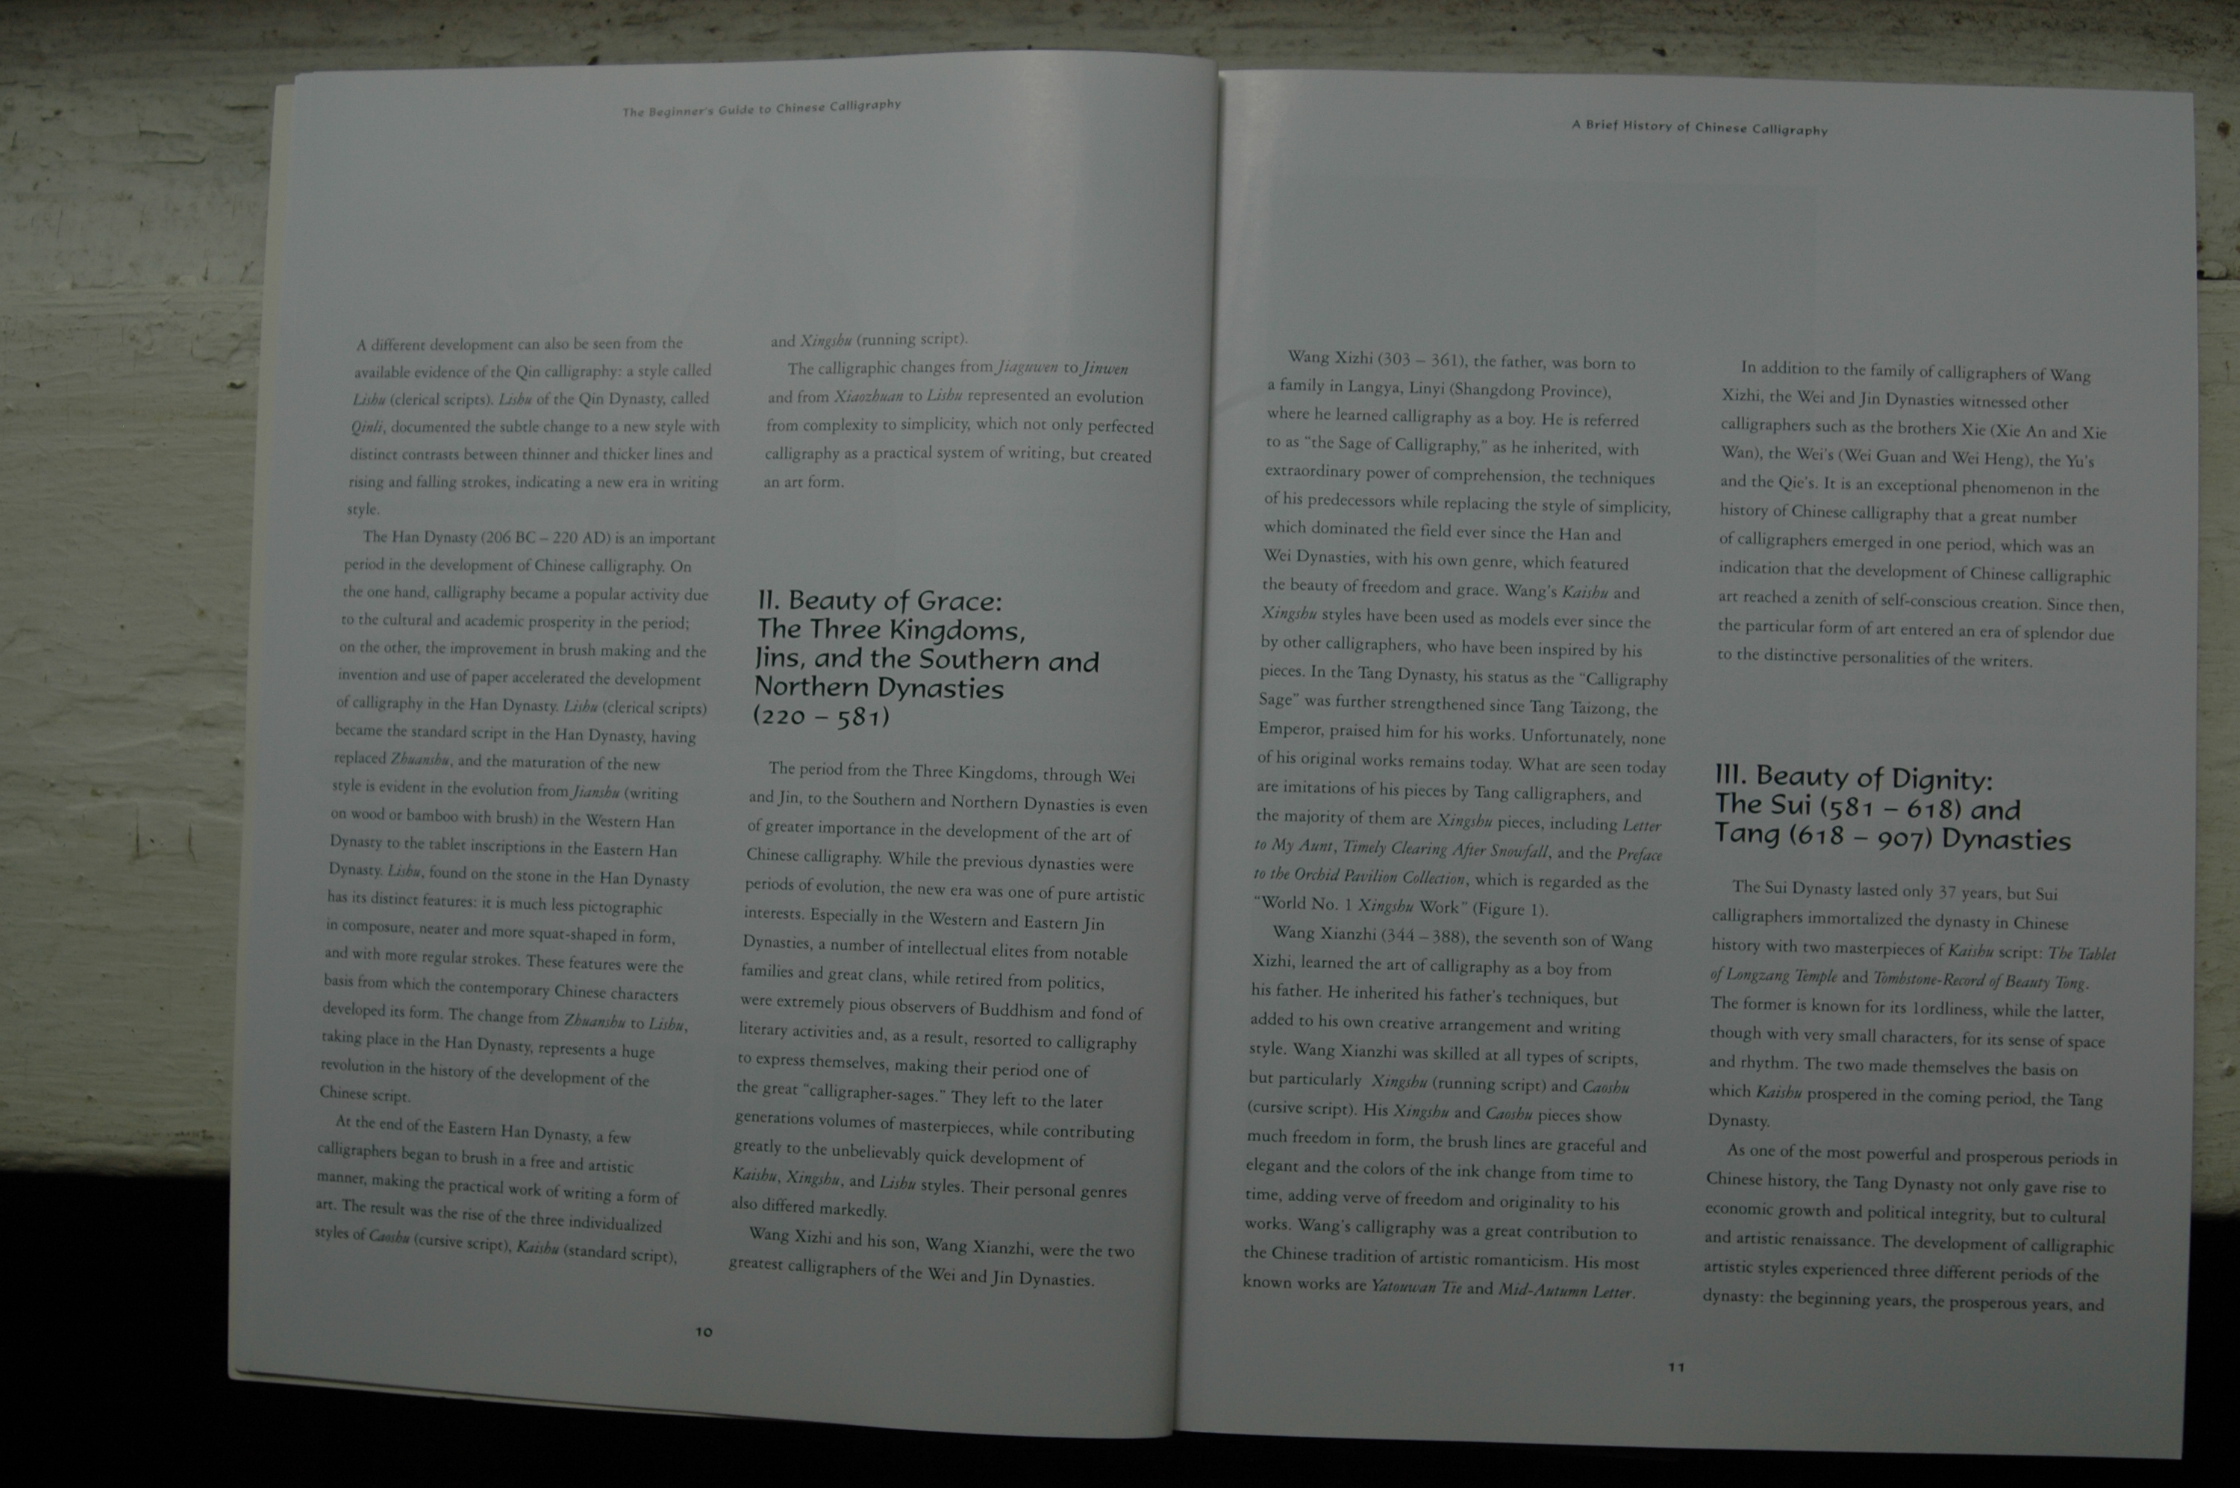 The Beginner's Guide to Chinese Calligraphy
A different development can also be seen from the
available evidence of the Qin calligraphy: a style called
Lishu (clerical scripts). Lishu of the Qin Dynasty, called
Qinli, documented the subtle change to a new style with
distinct contrasts between thinner and thicker lines and
rising and falling strokes, indicating a new era in writing
style.
The Han Dynasty (206 BC – 220 AD) is an important
period in the development of Chinese calligraphy. On
the one hand, calligraphy became a popular activity due
to the cultural and academic prosperity in the period;
on the other, the improvement in brush making and the
invention and use of paper accelerated the development
of calligraphy in the Han Dynasty. Lishu (clerical scripts)
became the standard script in the Han Dynasty, having
replaced Zhuanshu, and the maturation of the new
style is evident in the evolution from Jianshu (writing
on wood or bamboo with brush) in the Western Han
Dynasty to the tablet inscriptions in the Eastern Han
Dynasty. Lishu, found on the stone in the Han Dynasty
has its distinct features: it is much less pictographic
in composure, neater and more squat-shaped in form,
and with more regular strokes. These features were the
basis from which the contemporary Chinese characters
developed its form. The change from Zhuanshu to Lishu,
taking place in the Han Dynasty, represents a huge
revolution in the history of the development of the
Chinese script.
At the end of the Eastern Han Dynasty, a few
calligraphers began to brush in a free and artistic
manner, making the practical work of writing a form of
art. The result was the rise of the three individualized
styles of Caoshu (cursive script), Kaishu (standard script),
and Xingshu (running script).
The calligraphic changes from Jiaguwen to Jinwen
and from Xiaozhuan to Lishu represented an evolution
from complexity to simplicity, which not only perfected
calligraphy as a practical system of writing, but created
an art form.
II. Beauty of Grace:
The Three Kingdoms,
Jins, and the Southern and
Northern Dynasties
(220 – 581)
The period from the Three Kingdoms, through Wei
and Jin, to the Southern and Northern Dynasties is even
of greater importance in the development of the art of
Chinese calligraphy. While the previous dynasties were
periods of evolution, the new era was one of pure artistic
interests. Especially in the Western and Eastern Jin
Dynasties, a number of intellectual elites from notable
families and great clans, while retired from politics,
were extremely pious observers of Buddhism and fond of
literary activities and, as a result, resorted to calligraphy
to express themselves, making their period one of
the great "calligrapher-sages." They left to the later
generations volumes of masterpieces, while contributing
greatly to the unbelievably quick development of
Kaishu, Xingshu, and Lishu styles. Their personal genres
also differed markedly.
Wang Xizhi and his son, Wang Xianzhi, were the two
greatest calligraphers of the Wei and Jin Dynasties.
10
A Brief History of Chinese Calligraphy
Wang Xizhi (303 – 361), the father, was born to
a family in Langya, Linyi (Shangdong Province),
where he learned calligraphy as a boy. He is referred
to as "the Sage of Calligraphy," as he inherited, with
extraordinary power of comprehension, the techniques
of his predecessors while replacing the style of simplicity,
which dominated the field ever since the Han and
Wei Dynasties, with his own genre, which featured
the beauty of freedom and grace. Wang's Kaishu and
Xingshu styles have been used as models ever since the
by other calligraphers, who have been inspired by his
pieces. In the Tang Dynasty, his status as the "Calligraphy
Sage" was further strengthened since Tang Taizong, the
Emperor, praised him for his works. Unfortunately, none
of his original works remains today. What are seen today
are imitations of his pieces by Tang calligraphers, and
the majority of them are Xingshu pieces, including Letter
to My Aunt, Timely Clearing After Snowfall, and the Preface
to the Orchid Pavilion Collection, which is regarded as the
"World No. 1 Xingshu Work" (Figure 1).
Wang Xianzhi (344 – 388), the seventh son of Wang
Xizhi, learned the art of calligraphy as a boy from
his father. He inherited his father's techniques, but
added to his own creative arrangement and writing
style. Wang Xianzhi was skilled at all types of scripts,
but particularly Xingshu (running script) and Caoshu
(cursive script). His Xingshu and Caoshu pieces show
much freedom in form, the brush lines are graceful and
elegant and the colors of the ink change from time to
time, adding verve of freedom and originality to his
works. Wang's calligraphy was a great contribution to
the Chinese tradition of artistic romanticism. His most
known works are Yatouwan Tie and Mid-Autumn Letter.
In addition to the family of calligraphers of Wang
Xizhi, the Wei and Jin Dynasties witnessed other
calligraphers such as the brothers Xie (Xie An and Xie
Wan), the Wei's (Wei Guan and Wei Heng), the Yu's
and the Qie's. It is an exceptional phenomenon in the
history of Chinese calligraphy that a great number
of calligraphers emerged in one period, which was an
indication that the development of Chinese calligraphic
art reached a zenith of self-conscious creation. Since then,
the particular form of art entered an era of splendor due
to the distinctive personalities of the writers.
III. Beauty of Dignity:
The Sui (581 – 618) and
Tang (618 – 907) Dynasties
The Sui Dynasty lasted only 37 years, but Sui
calligraphers immortalized the dynasty in Chinese
history with two masterpieces of Kaishu script: The Tablet
of Longzang Temple and Tombstone-Record of Beauty Tong.
The former is known for its 1ordliness, while the latter,
though with very small characters, for its sense of space
and rhythm. The two made themselves the basis on
which Kaishu prospered in the coming period, the Tang
Dynasty.
As one of the most powerful and prosperous periods in
Chinese history, the Tang Dynasty not only gave rise to
economic growth and political integrity, but to cultural
and artistic renaissance. The development of calligraphic
artistic styles experienced three different periods of the
dynasty: the beginning years, the prosperous years, and
11